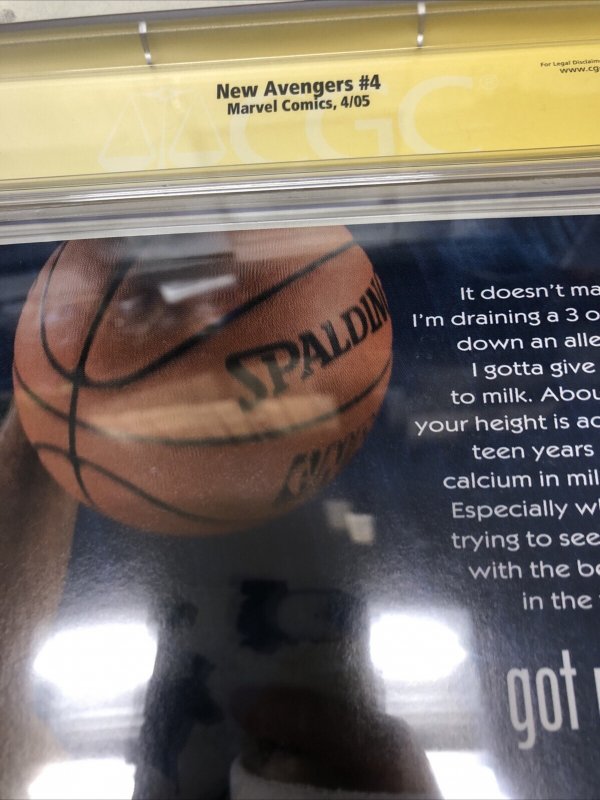 For Legal Disclaim
www.cg
New Avengers #4
Marvel Comics, 4/05
CGC
SPALDING
It doesn't ma
I'm draining a 3 o
down an alle
I gotta give
to milk. Abou
your height is ac
teen years
calcium in mil
Especially w
trying to see
with the be
in the
got